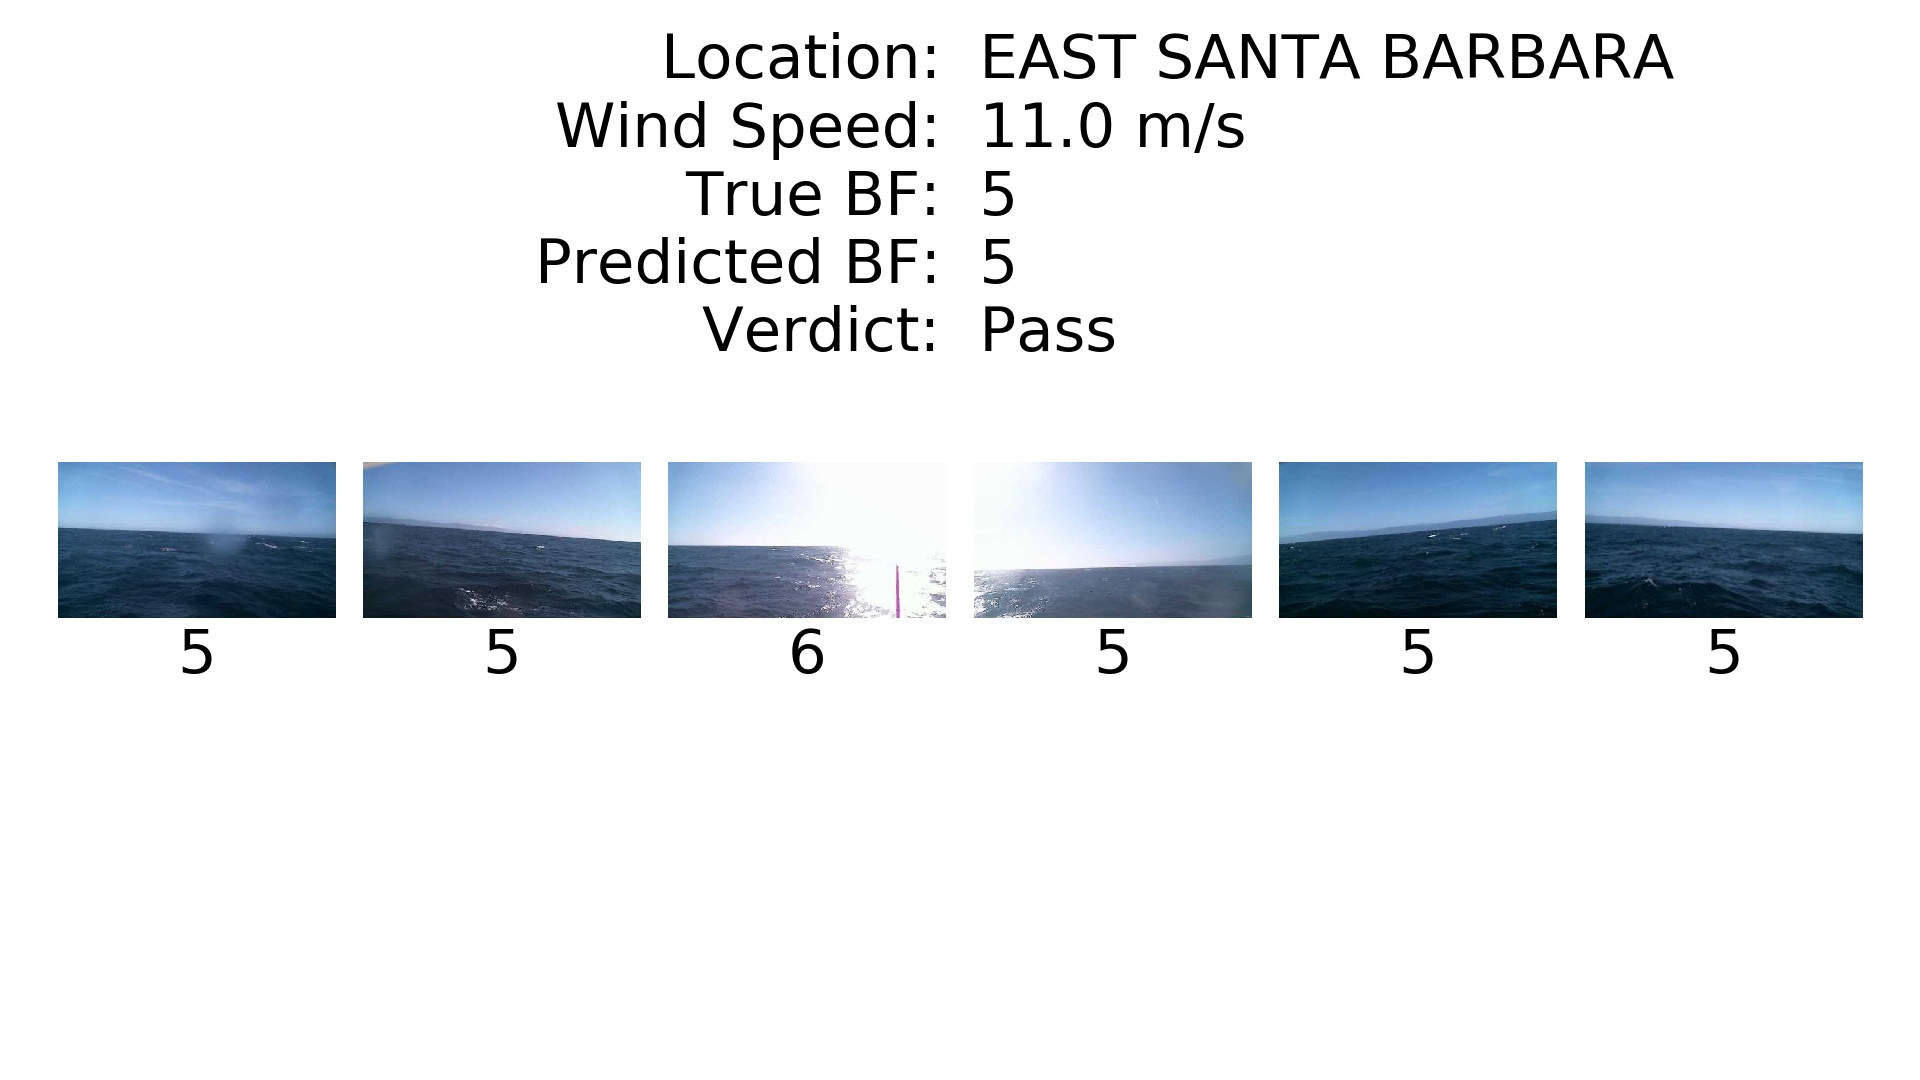 Location: EAST SANTA BARBARA
Wind Speed: 11.0 m/s
True BF: 5
Predicted BF: 5
Verdict: Pass
5 5 6 5 5 5